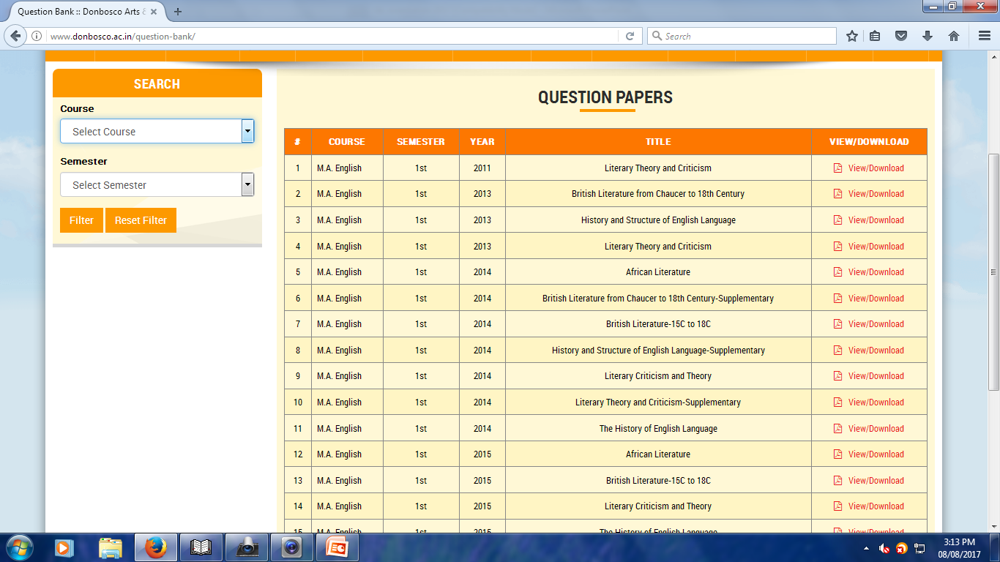 Question Bank :: Donbosco Arts &
www.donbosco.ac.in/question-bank/
Search
SEARCH
Course
Select Course
Semester
Select Semester
Filter Reset Filter
QUESTION PAPERS
# COURSE SEMESTER YEAR TITLE VIEW/DOWNLOAD
1 M.A. English 1st 2011 Literary Theory and Criticism View/Download
2 M.A. English 1st 2013 British Literature from Chaucer to 18th Century View/Download
3 M.A. English 1st 2013 History and Structure of English Language View/Download
4 M.A. English 1st 2013 Literary Theory and Criticism View/Download
5 M.A. English 1st 2014 African Literature View/Download
6 M.A. English 1st 2014 British Literature from Chaucer to 18th Century-Supplementary View/Download
7 M.A. English 1st 2014 British Literature-15C to 18C View/Download
8 M.A. English 1st 2014 History and Structure of English Language-Supplementary View/Download
9 M.A. English 1st 2014 Literary Criticism and Theory View/Download
10 M.A. English 1st 2014 Literary Theory and Criticism-Supplementary View/Download
11 M.A. English 1st 2014 The History of English Language View/Download
12 M.A. English 1st 2015 African Literature View/Download
13 M.A. English 1st 2015 British Literature-15C to 18C View/Download
14 M.A. English 1st 2015 Literary Criticism and Theory View/Download
15 M.A. English 1st 2015 The History of English Language View/Download
3:13 PM
08/08/2017